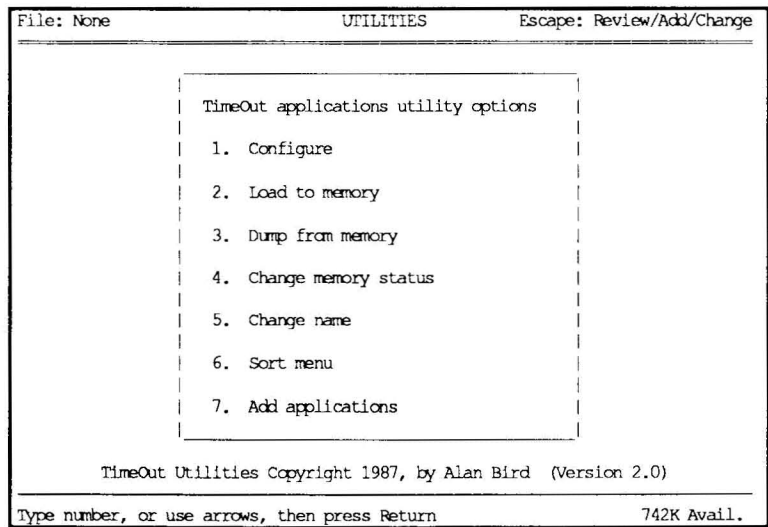 File: None UTILITIES Escape: Review/Add/Change
TimeOut applications utility options
1. Configure
2. Load to memory
3. Dump from memory
4. Change memory status
5. Change name
6. Sort menu
7. Add applications
TimeOut Utilities Copyright 1987, by Alan Bird (Version 2.0)
Type number, or use arrows, then press Return 742K Avail.